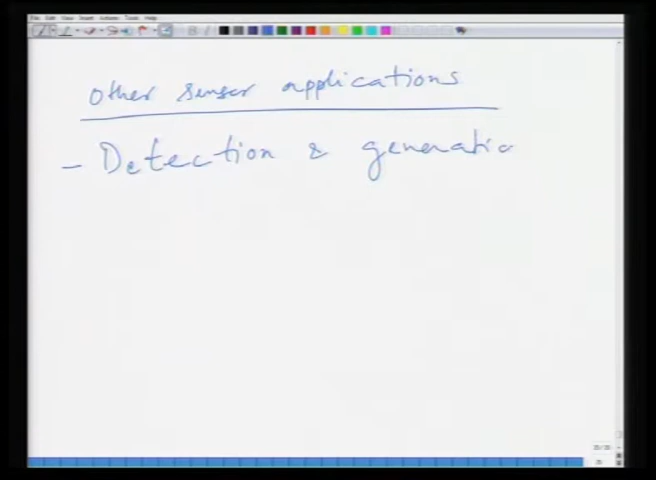 other sensor applications
- Detection & generatio